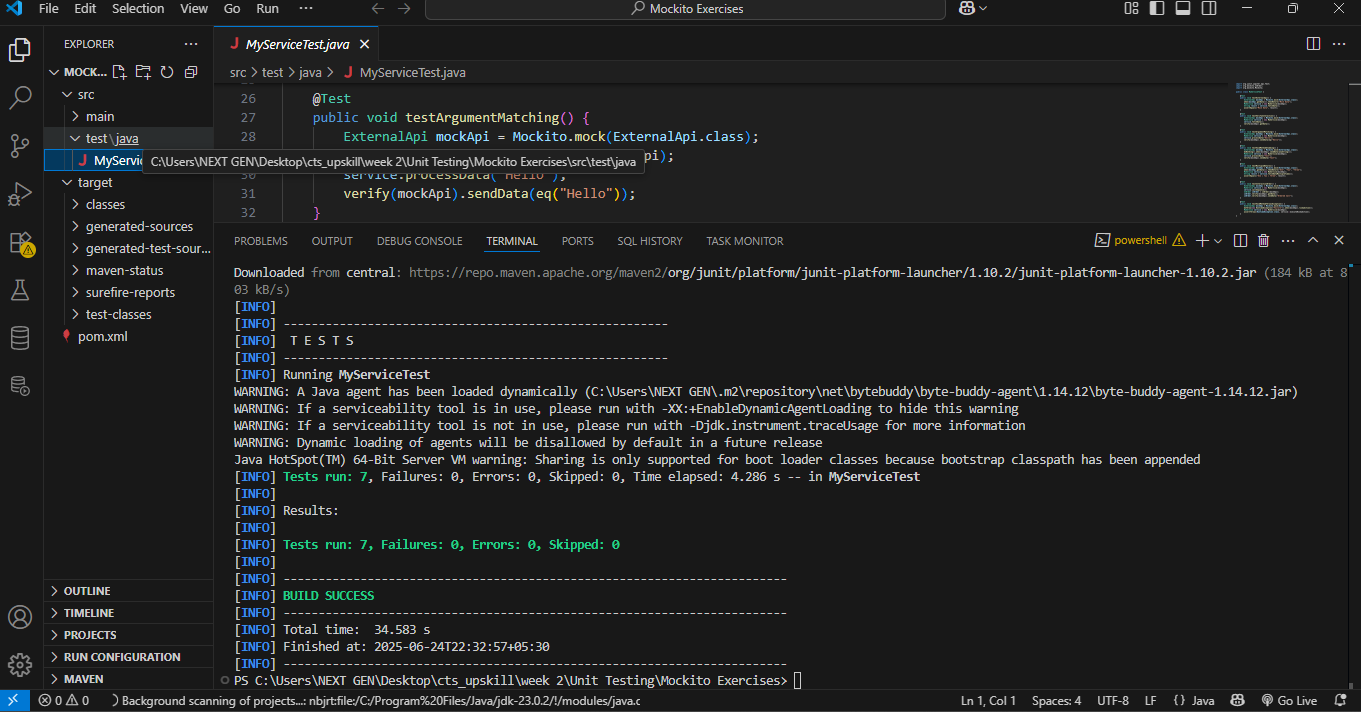 File Edit Selection View Go Run ··· Mockito Exercises
EXPLORER ···
MOCK...
src
main
test\java
MyServic
target
classes
generated-sources
generated-test-sour...
maven-status
surefire-reports
test-classes
pom.xml
OUTLINE
TIMELINE
PROJECTS
RUN CONFIGURATION
MAVEN
J MyServiceTest.java
src > test > java > J MyServiceTest.java
26 @Test
27 public void testArgumentMatching() {
28 ExternalApi mockApi = Mockito.mock(ExternalApi.class);
C:\Users\NEXT GEN\Desktop\cts_upskill\week 2\Unit Testing\Mockito Exercises\src\test\java pi);
30 service.processData("Hello");
31 verify(mockApi).sendData(eq("Hello"));
32 }
PROBLEMS OUTPUT DEBUG CONSOLE TERMINAL PORTS SQL HISTORY TASK MONITOR powershell
Downloaded from central: https://repo.maven.apache.org/maven2/org/junit/platform/junit-platform-launcher/1.10.2/junit-platform-launcher-1.10.2.jar (184 kB at 8
03 kB/s)
[INFO]
[INFO] -------------------------------------------------------
[INFO] T E S T S
[INFO] -------------------------------------------------------
[INFO] Running MyServiceTest
WARNING: A Java agent has been loaded dynamically (C:\Users\NEXT GEN\.m2\repository\net\bytebuddy\byte-buddy-agent\1.14.12\byte-buddy-agent-1.14.12.jar)
WARNING: If a serviceability tool is in use, please run with -XX:+EnableDynamicAgentLoading to hide this warning
WARNING: If a serviceability tool is not in use, please run with -Djdk.instrument.traceUsage for more information
WARNING: Dynamic loading of agents will be disallowed by default in a future release
Java HotSpot(TM) 64-Bit Server VM warning: Sharing is only supported for boot loader classes because bootstrap classpath has been appended
[INFO] Tests run: 7, Failures: 0, Errors: 0, Skipped: 0, Time elapsed: 4.286 s -- in MyServiceTest
[INFO]
[INFO] Results:
[INFO]
[INFO] Tests run: 7, Failures: 0, Errors: 0, Skipped: 0
[INFO]
[INFO] ------------------------------------------------------------------------
[INFO] BUILD SUCCESS
[INFO] ------------------------------------------------------------------------
[INFO] Total time:  34.583 s
[INFO] Finished at: 2025-06-24T22:32:57+05:30
[INFO] ------------------------------------------------------------------------
PS C:\Users\NEXT GEN\Desktop\cts_upskill\week 2\Unit Testing\Mockito Exercises>
0 0 Background scanning of projects...: nbjrt:file:/C:/Program%20Files/Java/jdk-23.0.2/!/modules/java.c Ln 1, Col 1 Spaces: 4 UTF-8 LF {} Java Go Live